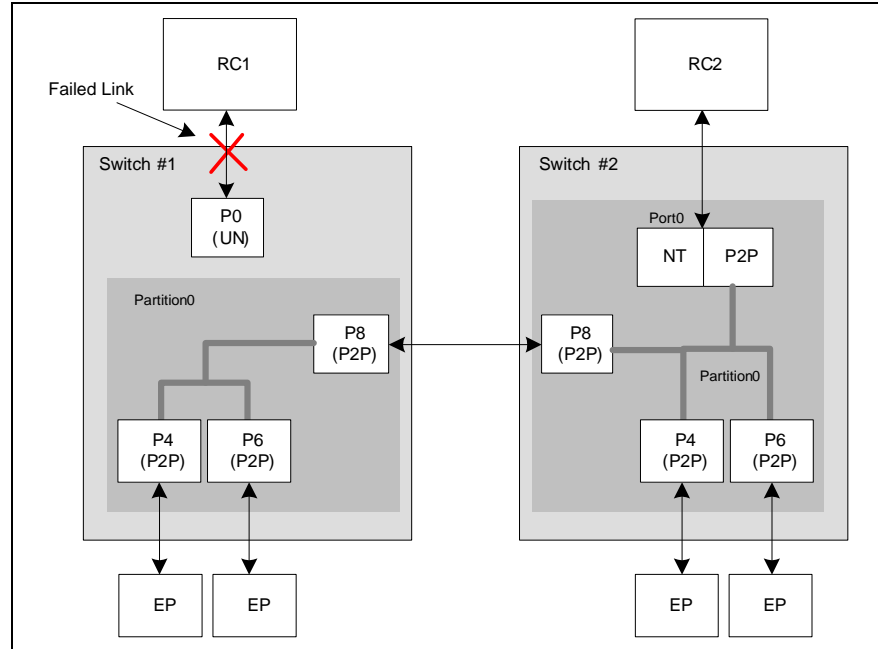 RC1
RC2
Failed Link
Switch #1
Switch #2
P0
(UN)
Port0
NT
P2P
Partition0
P8
(P2P)
P8
(P2P)
Partition0
P4
(P2P)
P6
(P2P)
P4
(P2P)
P6
(P2P)
EP
EP
EP
EP